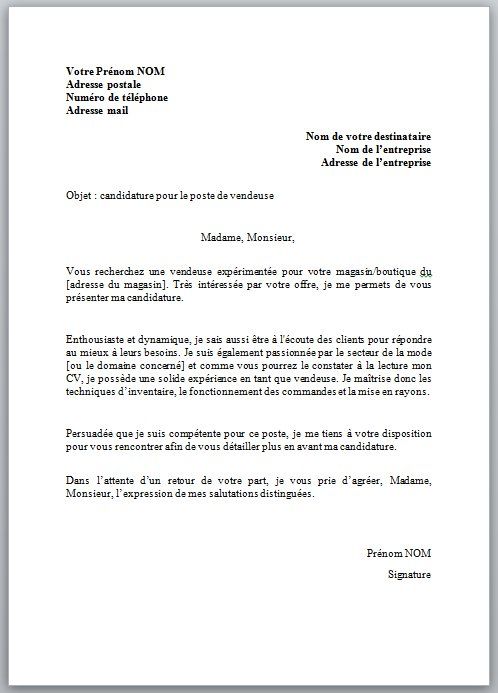 Votre Prénom NOM
Adresse postale
Numéro de téléphone
Adresse mail
Nom de votre destinataire
Nom de l’entreprise
Adresse de l’entreprise
Objet : candidature pour le poste de vendeuse
Madame, Monsieur,
Vous recherchez une vendeuse expérimentée pour votre magasin/boutique du
[adresse du magasin]. Très intéressée par votre offre, je me permets de vous
présenter ma candidature.
Enthousiaste et dynamique, je sais aussi être à l'écoute des clients pour répondre
au mieux à leurs besoins. Je suis également passionnée par le secteur de la mode
[ou le domaine concerné] et comme vous pourrez le constater à la lecture mon
CV, je possède une solide expérience en tant que vendeuse. Je maîtrise donc les
techniques d’inventaire, le fonctionnement des commandes et la mise en rayons.
Persuadée que je suis compétente pour ce poste, je me tiens à votre disposition
pour vous rencontrer afin de vous détailler plus en avant ma candidature.
Dans l’attente d’un retour de votre part, je vous prie d’agréer, Madame,
Monsieur, l’expression de mes salutations distinguées.
Prénom NOM
Signature